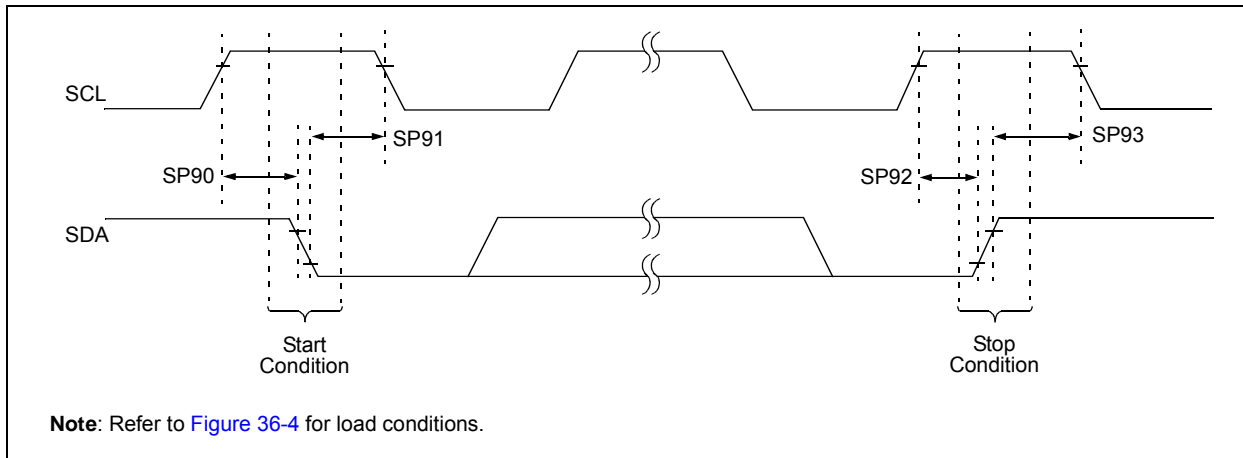 SCL
SP91
SP93
SP90
SP92
SDA
Start
Condition
Stop
Condition
Note: Refer to Figure 36-4 for load conditions.